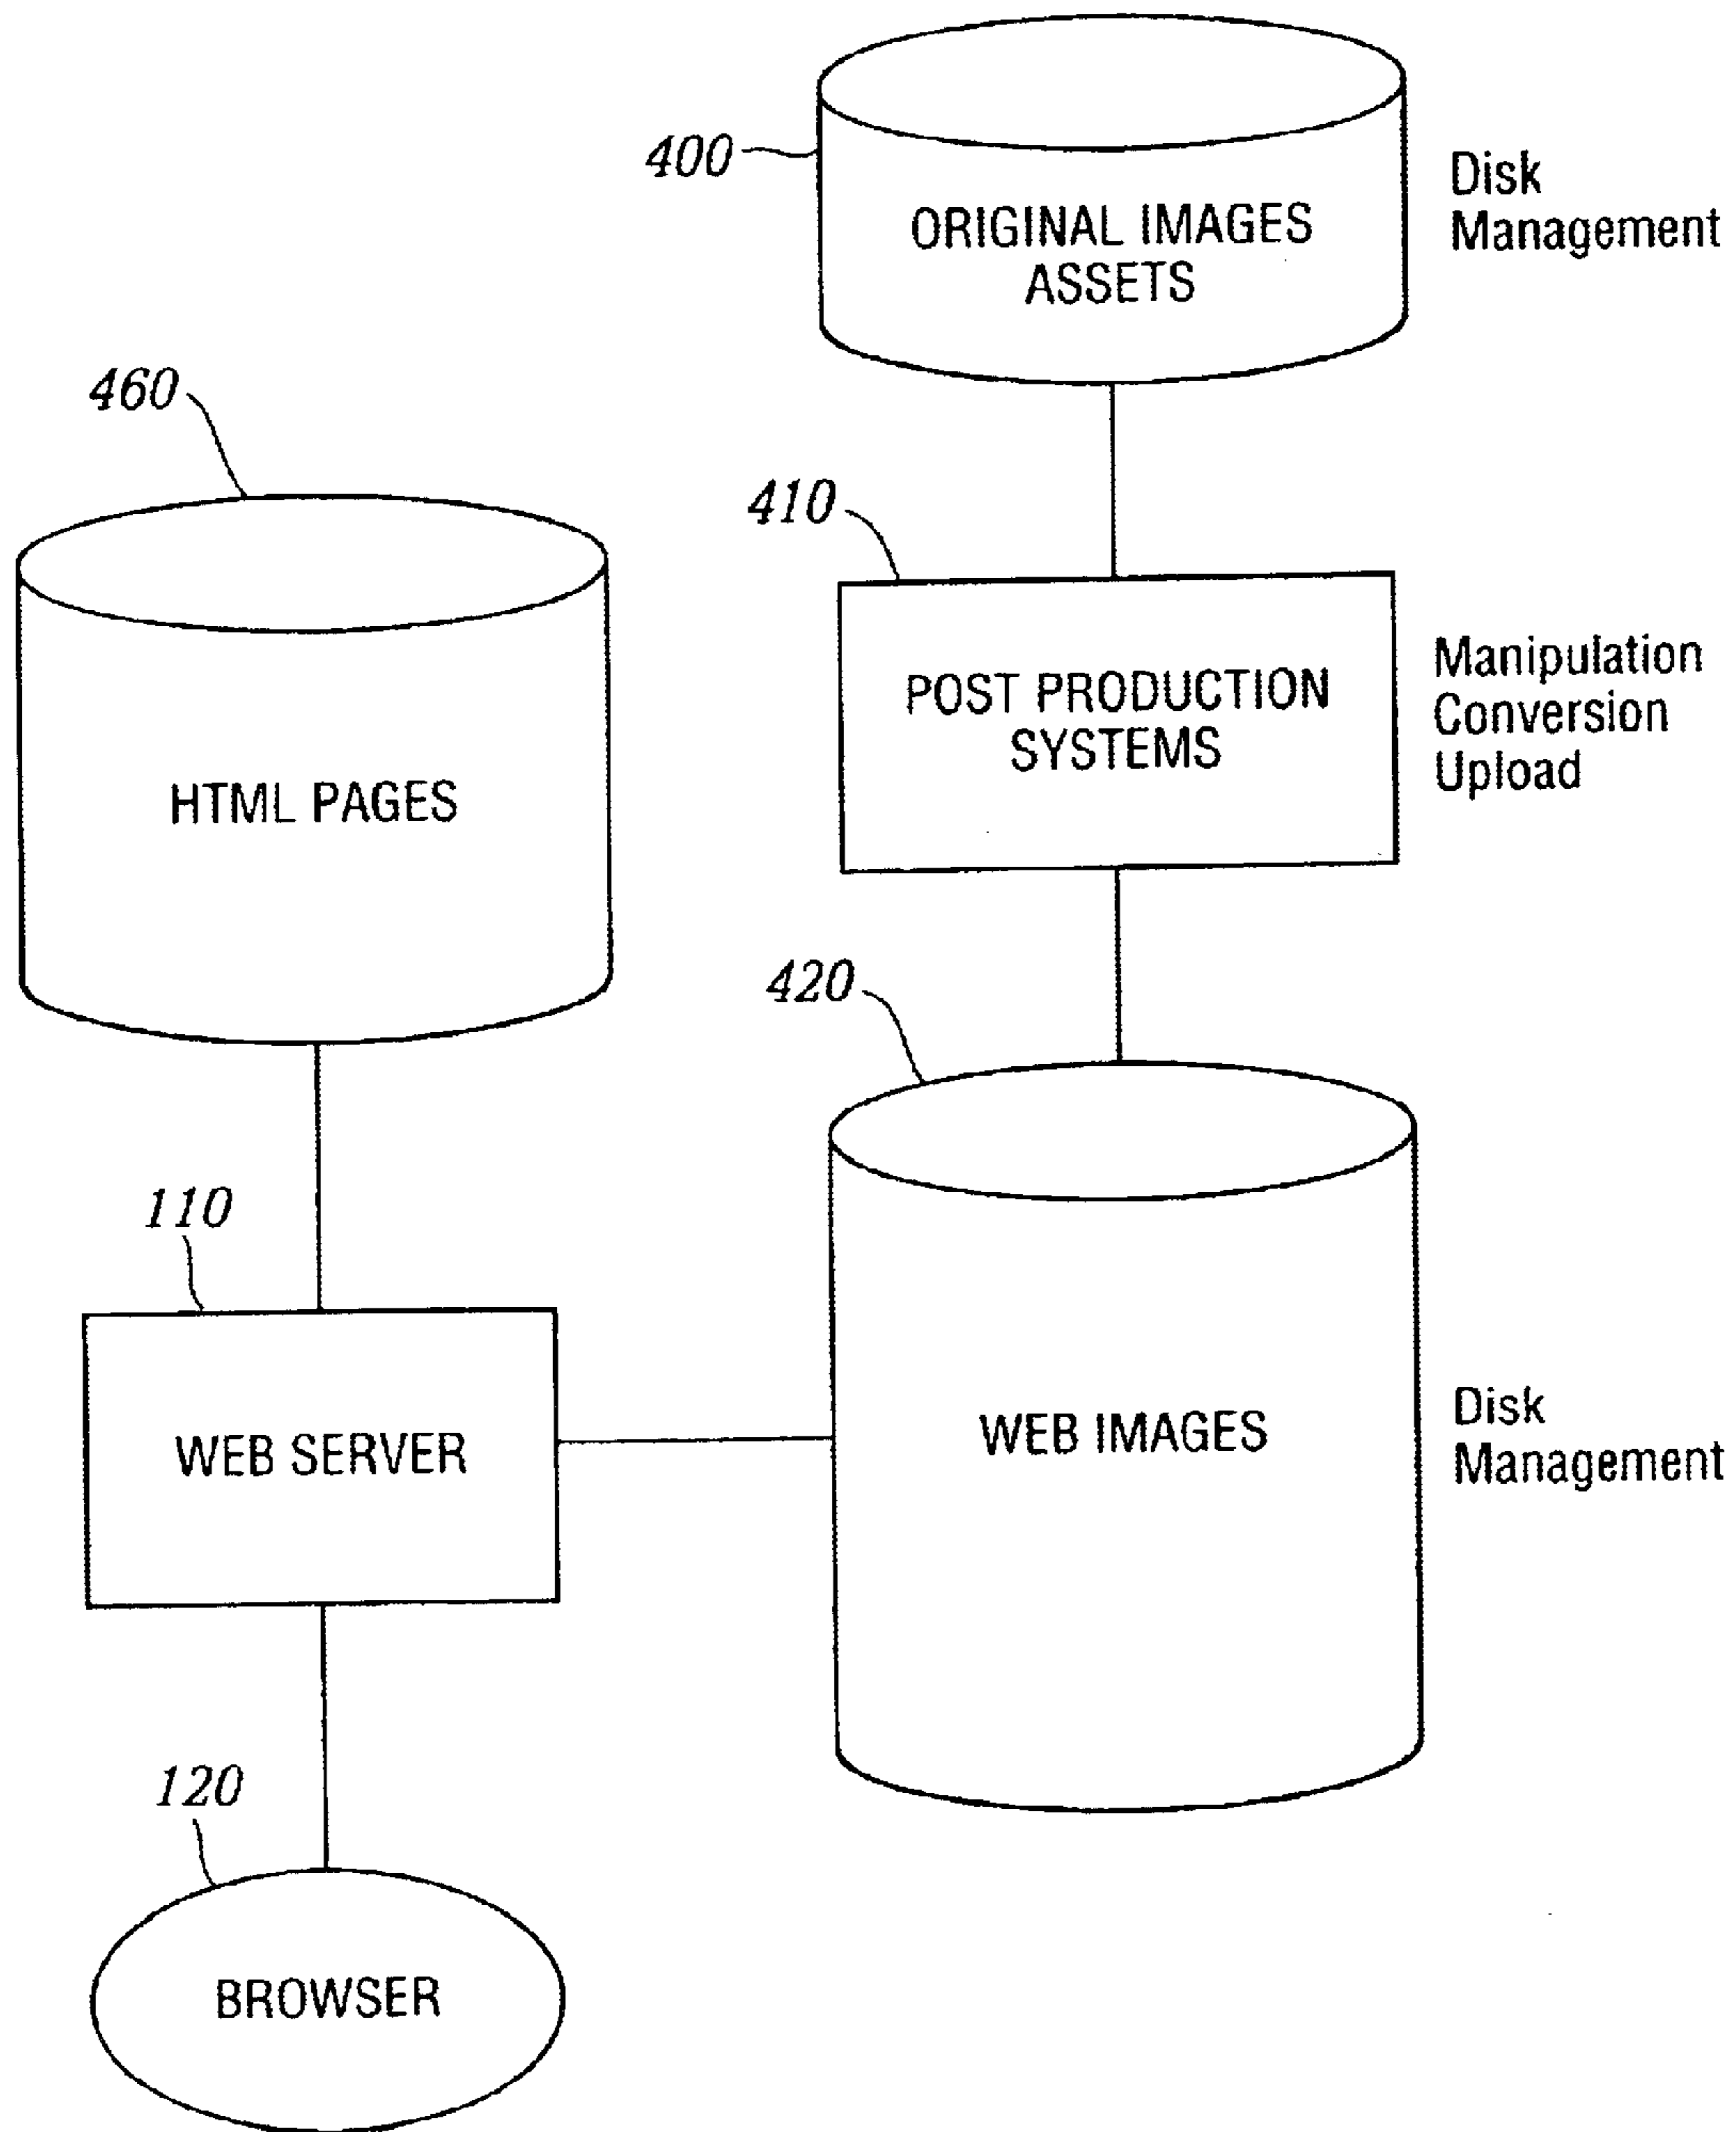 400
ORIGINAL IMAGES
ASSETS
Disk
Management
460
HTML PAGES
410
POST PRODUCTION
SYSTEMS
Manipulation
Conversion
Upload
420
WEB IMAGES
Disk
Management
110
WEB SERVER
120
BROWSER